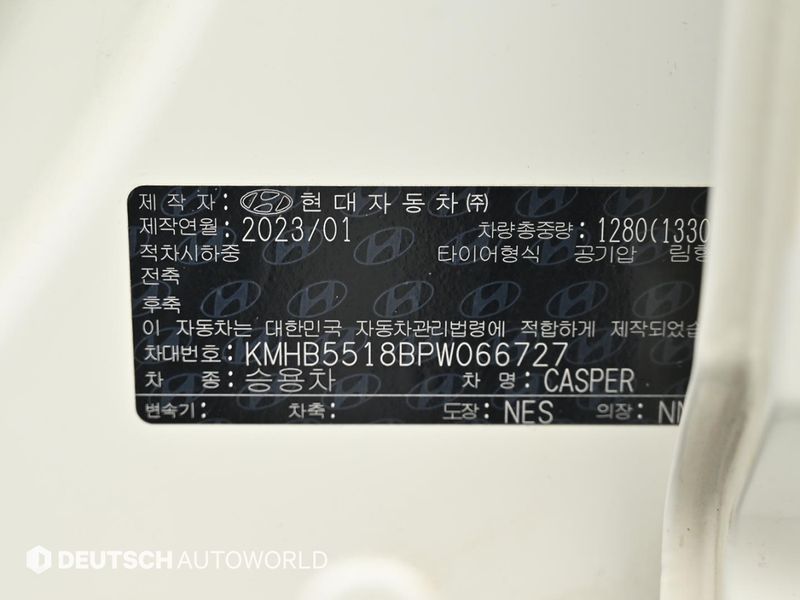 제 작 자 : 현대자동차㈜
제작연월 : 2023/01 차량총중량 : 1280(1330
적차시하중 타이어형식 공기압 림형
전축
후축
이 자동차는 대한민국 자동차관리법령에 적합하게 제작되었습
차대번호 : KMHB5518BPW066727
차 종 : 승용차 차 명 : CASPER
변속기 : 차축 : 도장 : NES 의장 : NN
DEUTSCH AUTOWORLD